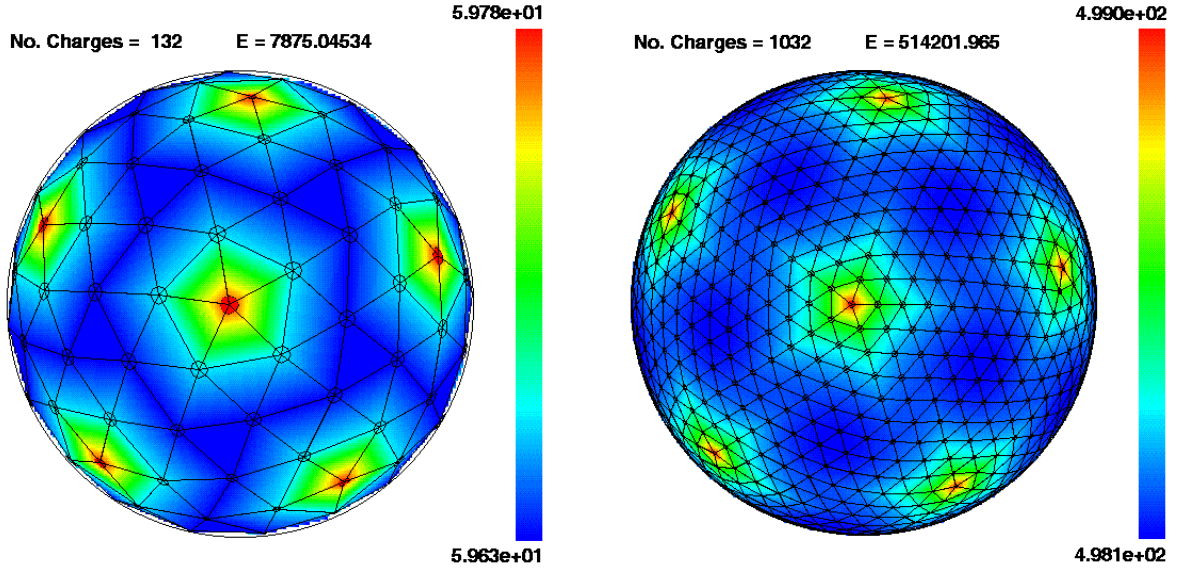 5.978e+01
No. Charges = 132 E = 7875.04534
5.963e+01
4.990e+02
No. Charges = 1032 E = 514201.965
4.981e+02